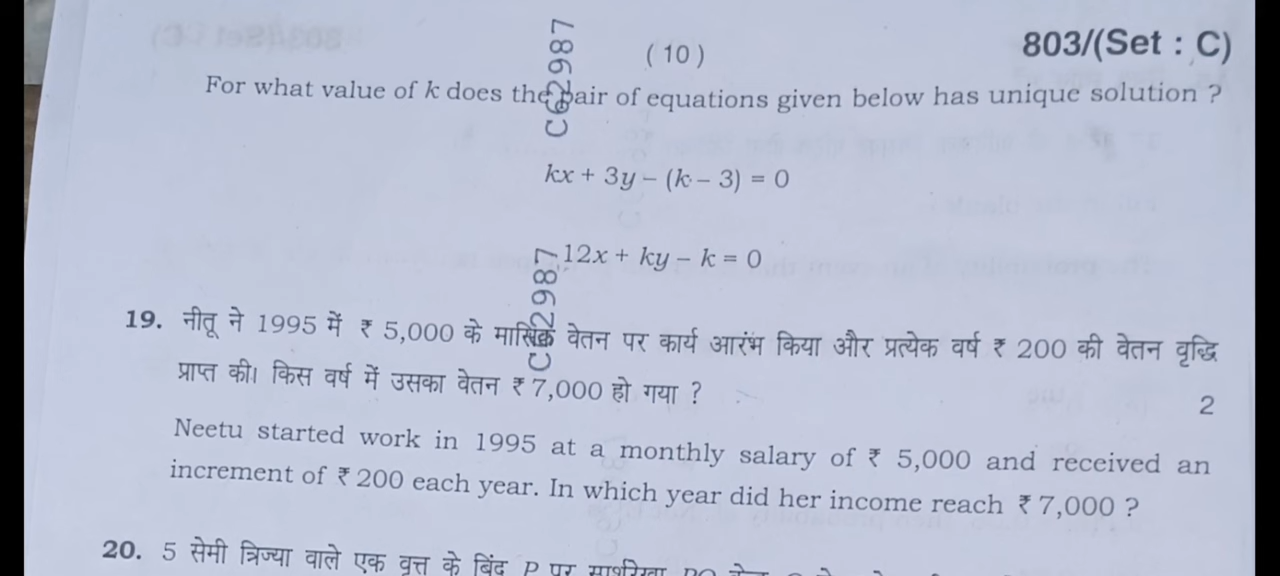 ( 10 )
803/(Set : C)
For what value of k does the pair of equations given below has unique solution ?
kx + 3y – (k – 3) = 0
12x + ky – k = 0
C62987
C62987
19. नीतू ने 1995 में ₹ 5,000 के मासिक वेतन पर कार्य आरंभ किया और प्रत्येक वर्ष ₹ 200 की वेतन वृद्धि
प्राप्त की। किस वर्ष में उसका वेतन ₹ 7,000 हो गया ?
2
Neetu started work in 1995 at a monthly salary of ₹ 5,000 and received an
increment of ₹ 200 each year. In which year did her income reach ₹ 7,000 ?
20. 5 सेमी त्रिज्या वाले एक वृत्त के बिंदु P पर स्पर्शरेखा PQ